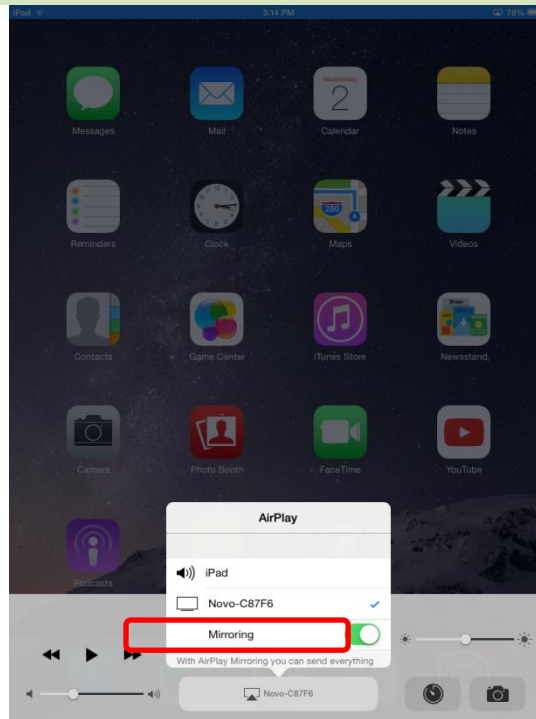 iPad 3:14 PM 78%
Wednesday
2
280
Messages Mail Calendar Notes
Reminders Clock Maps Videos
Contacts Game Center iTunes Store Newsstand
Camera Photo Booth FaceTime YouTube
Podcasts
AirPlay
iPad
Novo-C87F6
Mirroring
With AirPlay Mirroring you can send everything
Novo-C87F6